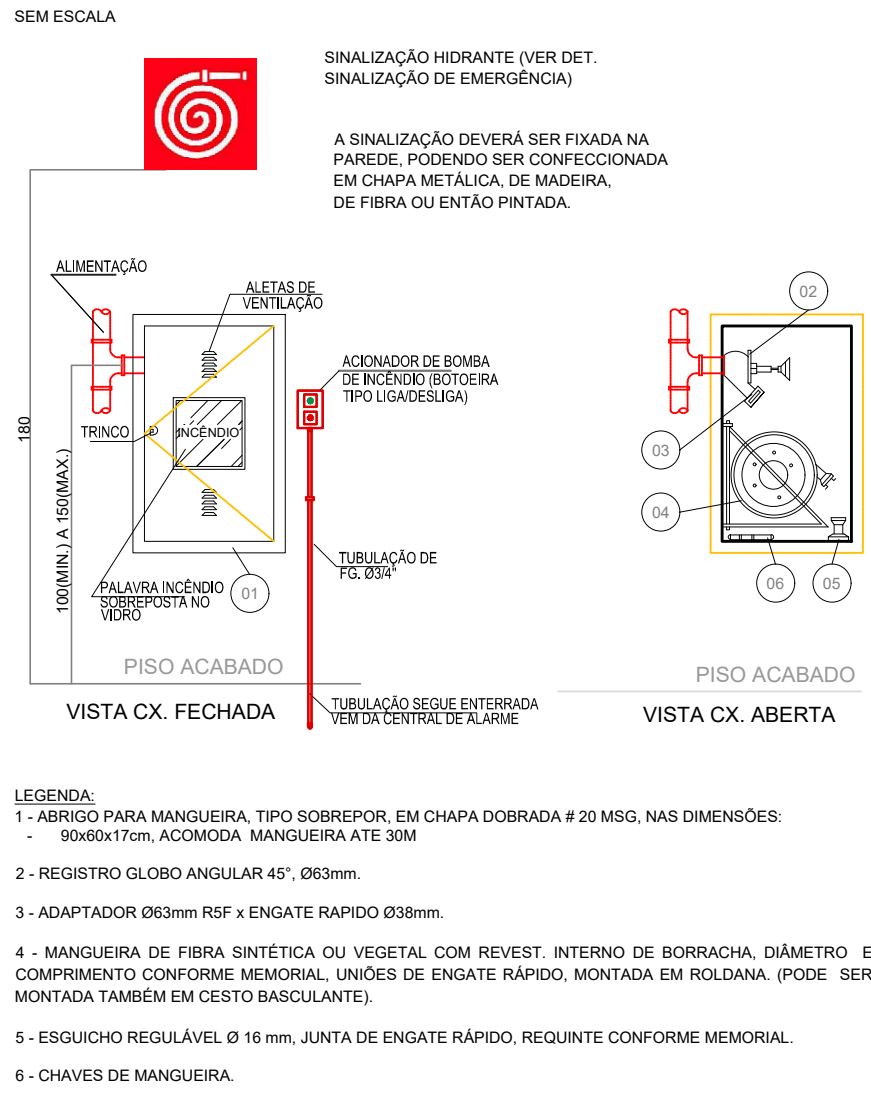 SEM ESCALA
SINALIZAÇÃO HIDRANTE (VER DET.
SINALIZAÇÃO DE EMERGÊNCIA)
A SINALIZAÇÃO DEVERÁ SER FIXADA NA
PAREDE, PODENDO SER CONFECCIONADA
EM CHAPA METÁLICA, DE MADEIRA,
DE FIBRA OU ENTÃO PINTADA.
ALIMENTAÇÃO
ALETAS DE
VENTILAÇÃO
ACIONADOR DE BOMBA
DE INCÊNDIO (BOTOEIRA
TIPO LIGA/DESLIGA)
TRINCO
INCÊNDIO
180
100(MIN.) A 150(MAX.)
PALAVRA INCÊNDIO
SOBREPOSTA NO
VIDRO
01
TUBULAÇÃO DE
FG. Ø3/4"
PISO ACABADO
VISTA CX. FECHADA
TUBULAÇÃO SEGUE ENTERRADA
VEM DA CENTRAL DE ALARME
02
03
04
06
05
PISO ACABADO
VISTA CX. ABERTA
LEGENDA:
1 - ABRIGO PARA MANGUEIRA, TIPO SOBREPOR, EM CHAPA DOBRADA # 20 MSG, NAS DIMENSÕES:
- 90x60x17cm, ACOMODA MANGUEIRA ATE 30M
2 - REGISTRO GLOBO ANGULAR 45°, Ø63mm.
3 - ADAPTADOR Ø63mm R5F x ENGATE RAPIDO Ø38mm.
4 - MANGUEIRA DE FIBRA SINTÉTICA OU VEGETAL COM REVEST. INTERNO DE BORRACHA, DIÂMETRO E
COMPRIMENTO CONFORME MEMORIAL, UNIÕES DE ENGATE RÁPIDO, MONTADA EM ROLDANA. (PODE SER
MONTADA TAMBÉM EM CESTO BASCULANTE).
5 - ESGUICHO REGULÁVEL Ø 16 mm, JUNTA DE ENGATE RÁPIDO, REQUINTE CONFORME MEMORIAL.
6 - CHAVES DE MANGUEIRA.